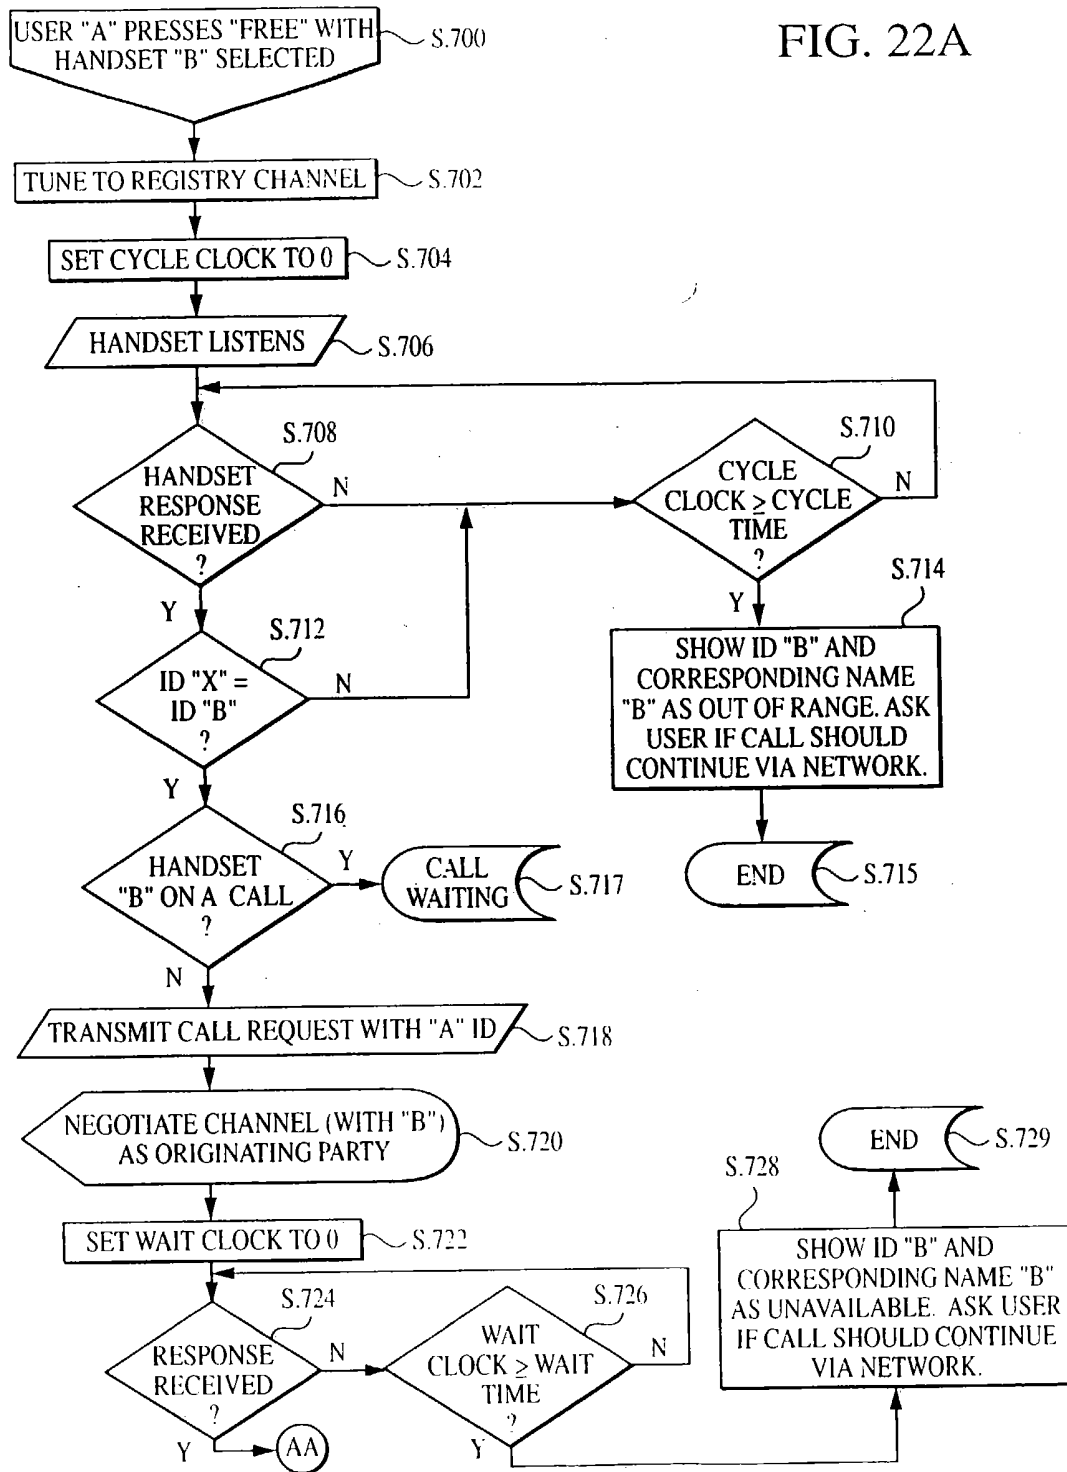 FIG. 22A
USER "A" PRESSES "FREE" WITH
HANDSET "B" SELECTED
S.700
TUNE TO REGISTRY CHANNEL
S.702
SET CYCLE CLOCK TO 0
S.704
HANDSET LISTENS
S.706
S.708
HANDSET
RESPONSE
RECEIVED
?
N
Y
S.710
CYCLE
CLOCK ≥ CYCLE
TIME
?
N
Y
S.712
ID "X" =
ID "B"
?
N
Y
S.714
SHOW ID "B" AND
CORRESPONDING NAME
"B" AS OUT OF RANGE. ASK
USER IF CALL SHOULD
CONTINUE VIA NETWORK.
END
S.715
S.716
HANDSET
"B" ON A CALL
?
Y
N
CALL
WAITING
S.717
TRANSMIT CALL REQUEST WITH "A" ID
S.718
NEGOTIATE CHANNEL (WITH "B")
AS ORIGINATING PARTY
S.720
SET WAIT CLOCK TO 0
S.722
S.724
RESPONSE
RECEIVED
?
N
Y
AA
S.726
WAIT
CLOCK ≥ WAIT
TIME
?
N
Y
S.728
SHOW ID "B" AND
CORRESPONDING NAME "B"
AS UNAVAILABLE. ASK USER
IF CALL SHOULD CONTINUE
VIA NETWORK.
END
S.729